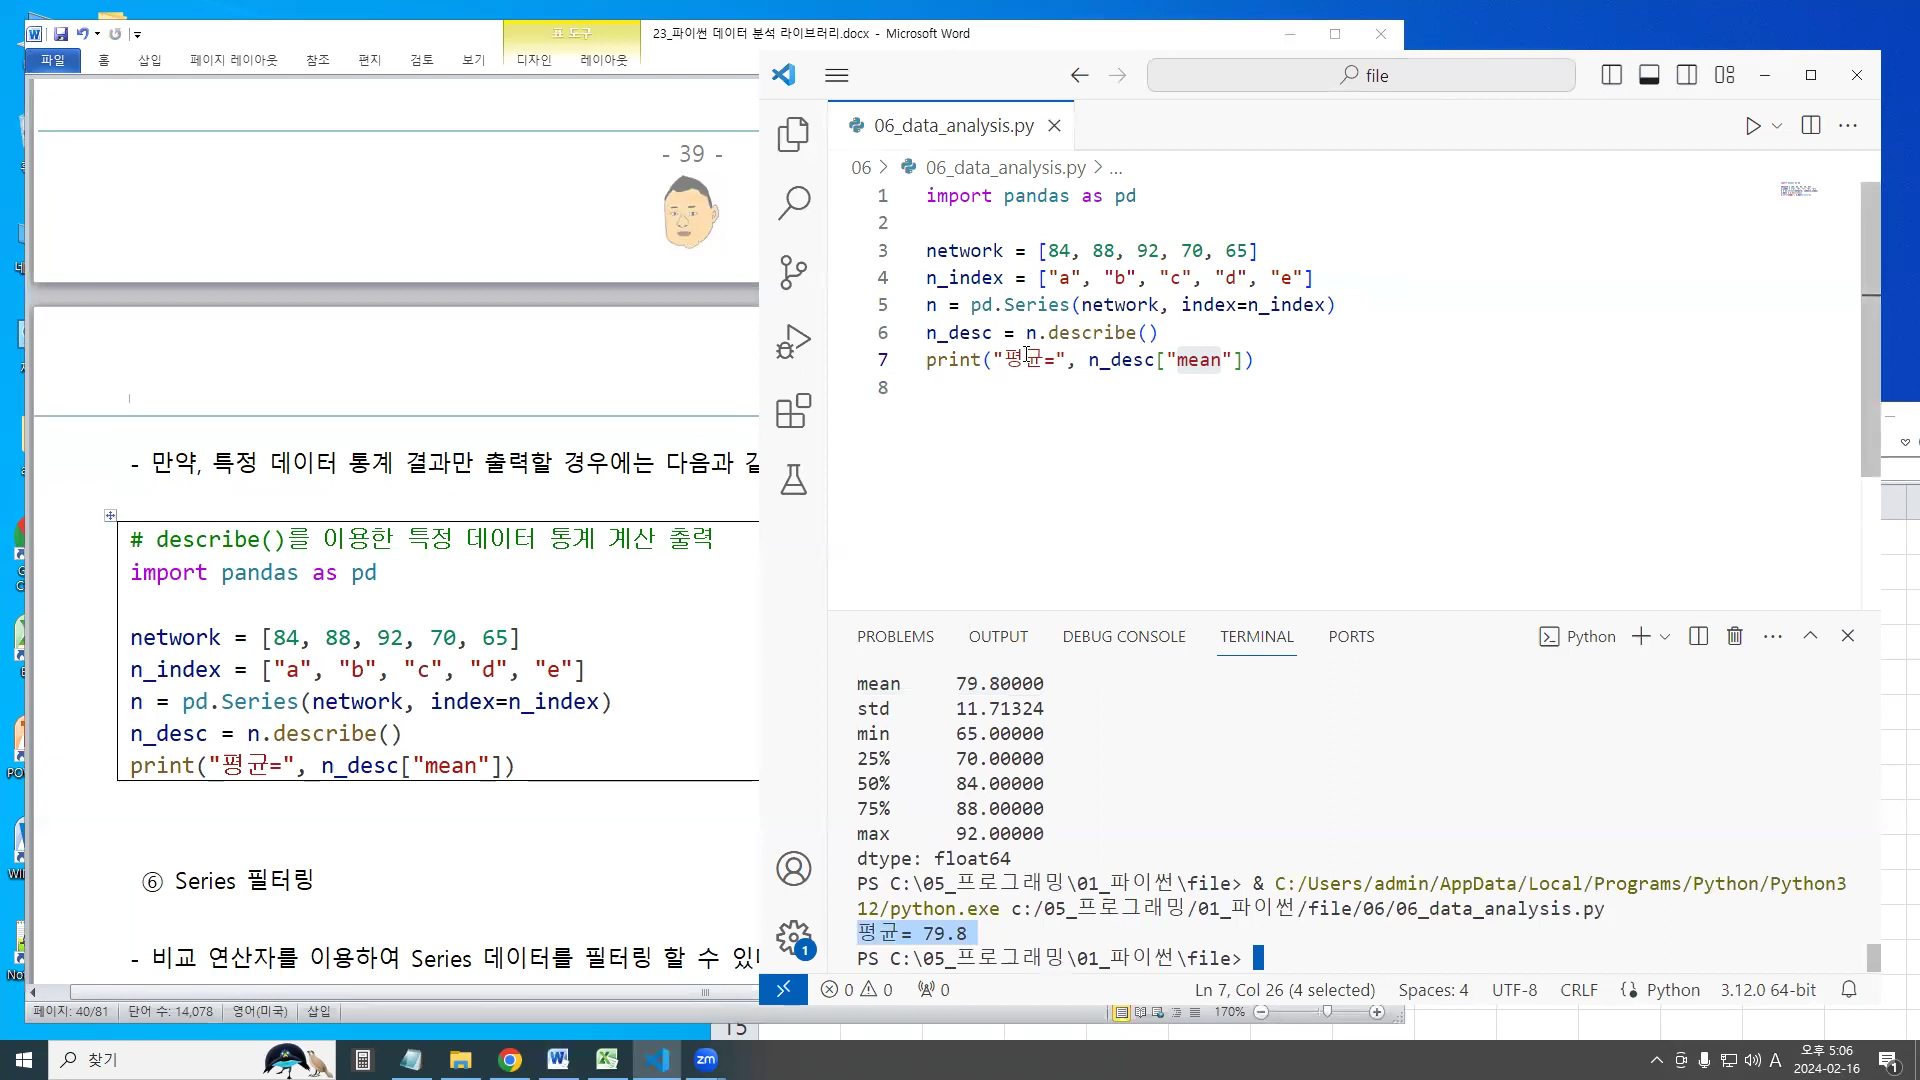 23_파이썬 데이터 분석 라이브러리.docx - Microsoft Word
표 도구
파일 홈 삽입 페이지 레이아웃 참조 편지 검토 보기 디자인 레이아웃
- 39 -
- 만약, 특정 데이터 통계 결과만 출력할 경우에는 다음과
# describe()를 이용한 특정 데이터 통계 계산 출력
import pandas as pd
network = [84, 88, 92, 70, 65]
n_index = ["a", "b", "c", "d", "e"]
n = pd.Series(network, index=n_index)
n_desc = n.describe()
print("평균=", n_desc["mean"])
⑥ Series 필터링
- 비교 연산자를 이용하여 Series 데이터를 필터링 할 수
페이지: 40/81 단어 수: 14,078 영어(미국) 삽입
170%
15
file
06_data_analysis.py
06 > 06_data_analysis.py > ...
1 import pandas as pd
2
3 network = [84, 88, 92, 70, 65]
4 n_index = ["a", "b", "c", "d", "e"]
5 n = pd.Series(network, index=n_index)
6 n_desc = n.describe()
7 print("평균=", n_desc["mean"])
8
PROBLEMS OUTPUT DEBUG CONSOLE TERMINAL PORTS
Python
mean 79.80000
std 11.71324
min 65.00000
25% 70.00000
50% 84.00000
75% 88.00000
max 92.00000
dtype: float64
PS C:\05_프로그래밍\01_파이썬\file> & C:/Users/admin/AppData/Local/Programs/Python/Python3
12/python.exe c:/05_프로그래밍/01_파이썬/file/06/06_data_analysis.py
평균= 79.8
PS C:\05_프로그래밍\01_파이썬\file>
1
0 0 0
Ln 7, Col 26 (4 selected) Spaces: 4 UTF-8 CRLF Python 3.12.0 64-bit
찾기
zm
A
오후 5:06
2024-02-16
1